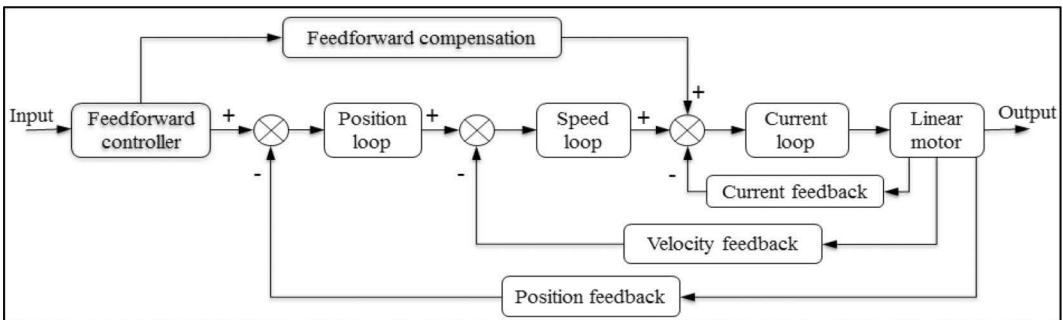 Feedforward compensation
Input
Feedforward
controller
+
-
Position
loop
+
-
Speed
loop
+
+
-
Current
loop
Linear
motor
Output
Current feedback
Velocity feedback
Position feedback